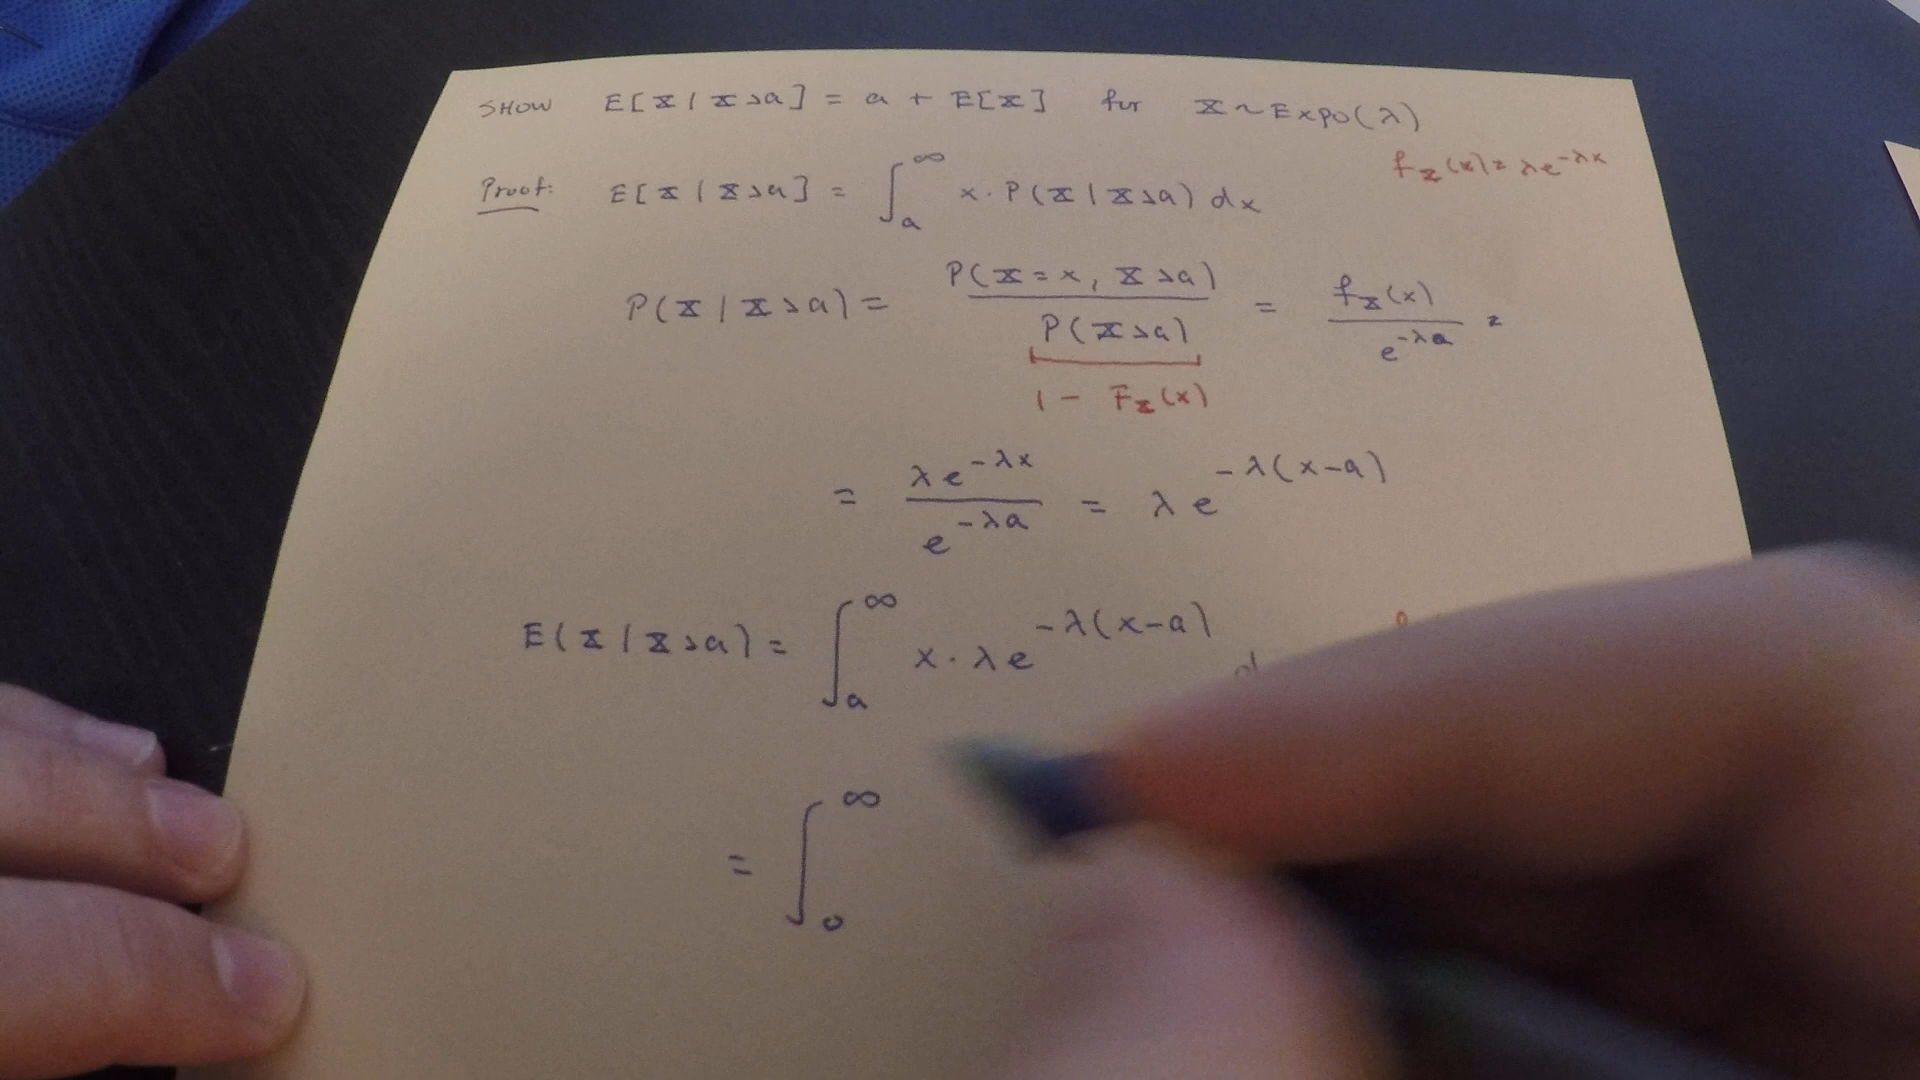 SHOW E[X | X > a] = a + E[X] for X ~ Expo(λ)
f_X(x) = λe^{-λx}
Proof: E[X | X > a] = ∫_a^∞ x · P(X | X > a) dx
P(X | X > a) = P(X = x, X > a) / P(X > a) = f_X(x) / e^{-λa} =
1 - F_X(x)
= λe^{-λx} / e^{-λa} = λe^{-λ(x-a)}
E(X | X > a) = ∫_a^∞ x · λe^{-λ(x-a)}
= ∫_0^∞